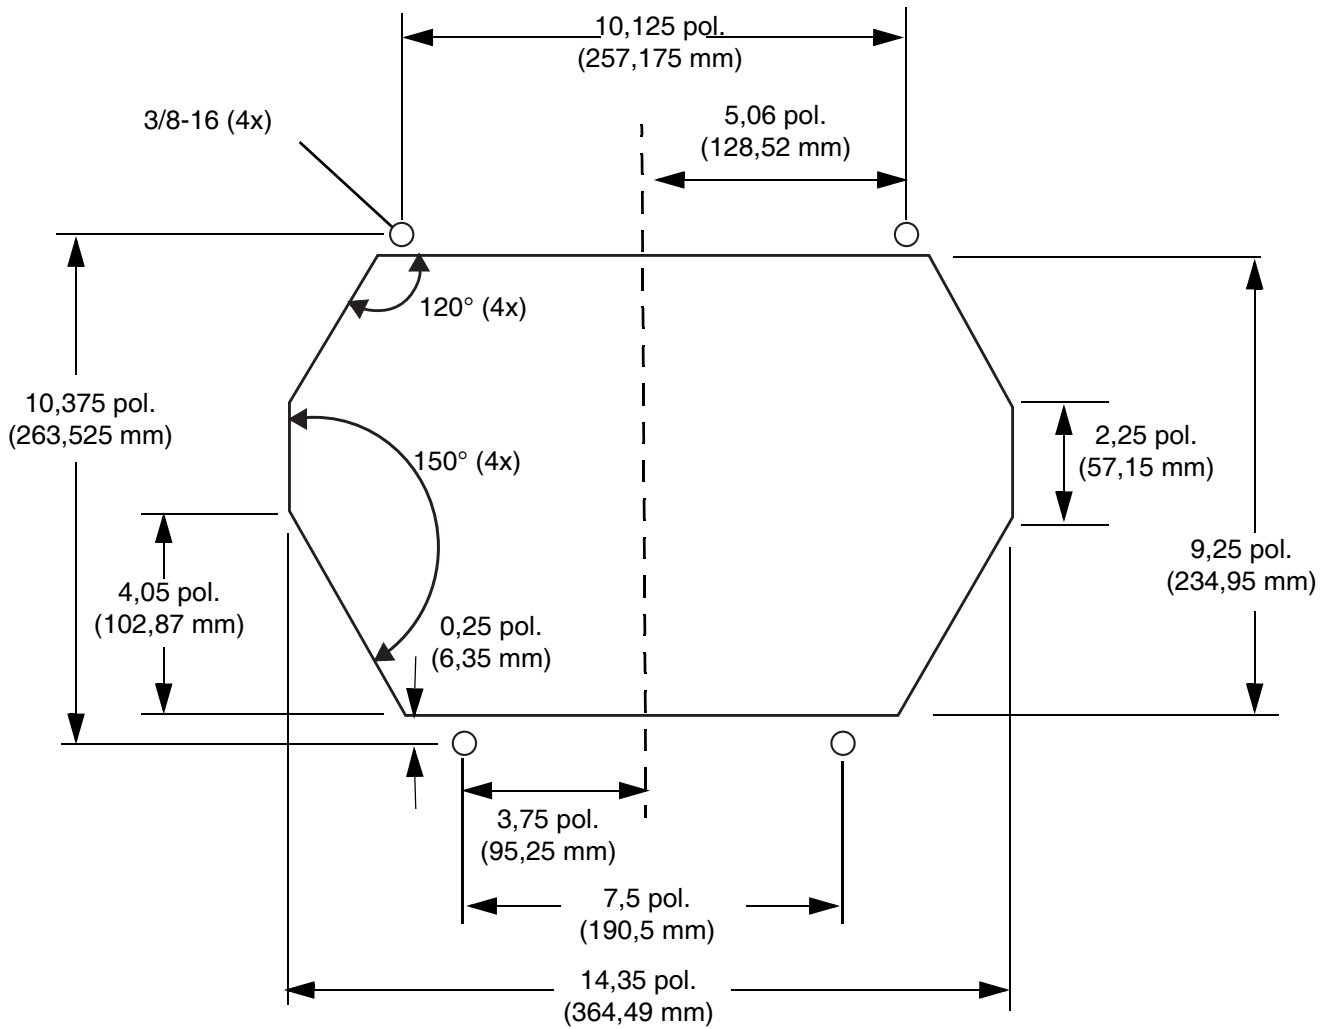 10,125 pol.
(257,175 mm)
3/8-16 (4x)
5,06 pol.
(128,52 mm)
120° (4x)
10,375 pol.
(263,525 mm)
150° (4x)
2,25 pol.
(57,15 mm)
9,25 pol.
(234,95 mm)
4,05 pol.
(102,87 mm)
0,25 pol.
(6,35 mm)
3,75 pol.
(95,25 mm)
7,5 pol.
(190,5 mm)
14,35 pol.
(364,49 mm)